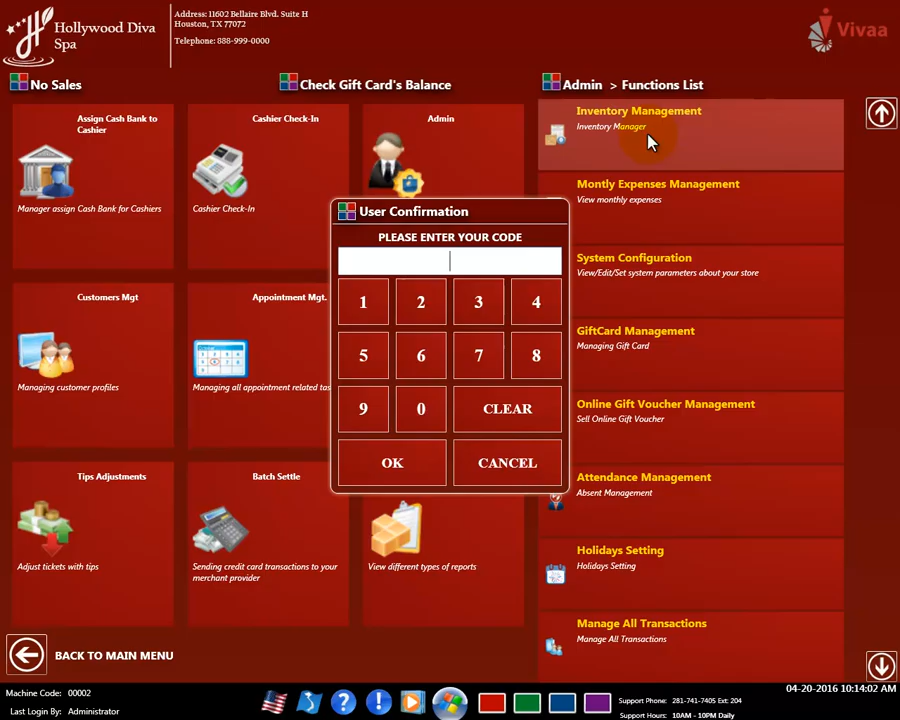 Hollywood Diva
Spa
Address: 11602 Bellaire Blvd. Suite H
Houston, TX 77072
Telephone: 888-999-0000
Vivaa
No Sales
Check Gift Card's Balance
Admin > Functions List
Assign Cash Bank to
Cashier
Manager assign Cash Bank for Cashiers
Cashier Check-In
Cashier Check-In
Admin
Customers Mgt
Managing customer profiles
Appointment Mgt.
Managing all appointment related tas
Tips Adjustments
Adjust tickets with tips
Batch Settle
Sending credit card transactions to your
merchant provider
View different types of reports
User Confirmation
PLEASE ENTER YOUR CODE
1 2 3 4
5 6 7 8
9 0 CLEAR
OK CANCEL
Inventory Management
Inventory Manager
Montly Expenses Management
View monthly expenses
System Configuration
View/Edit/Set system parameters about your store
GiftCard Management
Managing Gift Card
Online Gift Voucher Management
Sell Online Gift Voucher
Attendance Management
Absent Management
Holidays Setting
Holidays Setting
Manage All Transactions
Manage All Transactions
BACK TO MAIN MENU
Machine Code: 00002
Last Login By: Administrator
Support Phone: 281-741-7405 Ext: 204
Support Hours: 10AM - 10PM Daily
04-20-2016 10:14:02 AM